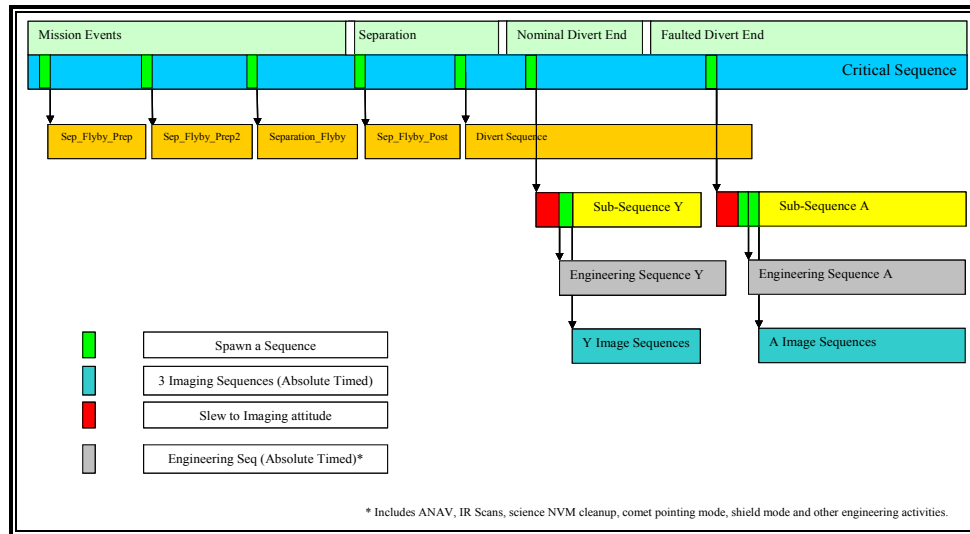 Mission Events
Separation
Nominal Divert End
Faulted Divert End
Critical Sequence
Sep_Flyby_Prep
Sep_Flyby_Prep2
Separation_Flyby
Sep_Flyby_Post
Divert Sequence
Sub-Sequence Y
Sub-Sequence A
Engineering Sequence Y
Engineering Sequence A
Y Image Sequences
A Image Sequences
Spawn a Sequence
3 Imaging Sequences (Absolute Timed)
Slew to Imaging attitude
Engineering Seq (Absolute Timed)*
* Includes ANAV, IR Scans, science NVM cleanup, comet pointing mode, shield mode and other engineering activities.